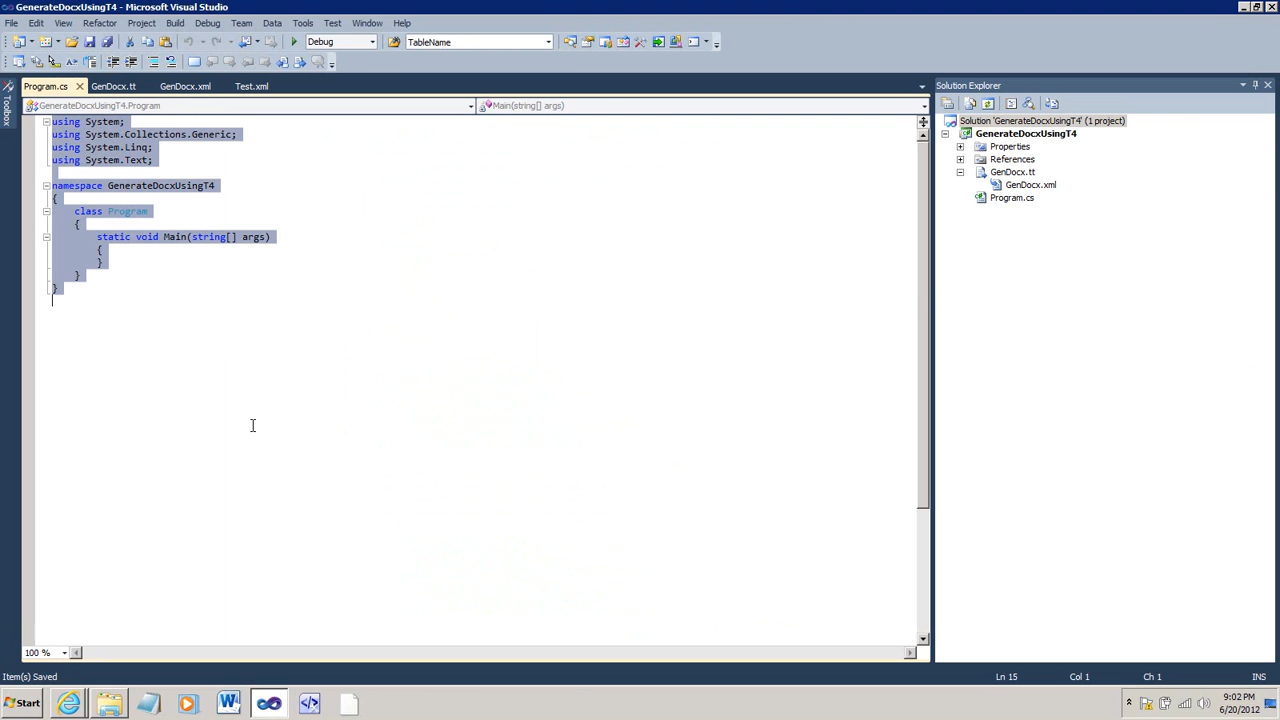 GenerateDocxUsingT4 - Microsoft Visual Studio
File Edit View Refactor Project Build Debug Team Data Tools Test Window Help
Debug TableName
Program.cs GenDocx.tt GenDocx.xml Test.xml
Solution Explorer
Toolbox
GenerateDocxUsingT4.Program Main(string[] args)
using System;
using System.Collections.Generic;
using System.Linq;
using System.Text;
namespace GenerateDocxUsingT4
{
class Program
{
static void Main(string[] args)
{
}
}
}
Solution 'GenerateDocxUsingT4' (1 project)
GenerateDocxUsingT4
Properties
References
GenDocx.tt
GenDocx.xml
Program.cs
100 %
Item(s) Saved Ln 15 Col 1 Ch 1 INS
Start
9:02 PM
6/20/2012